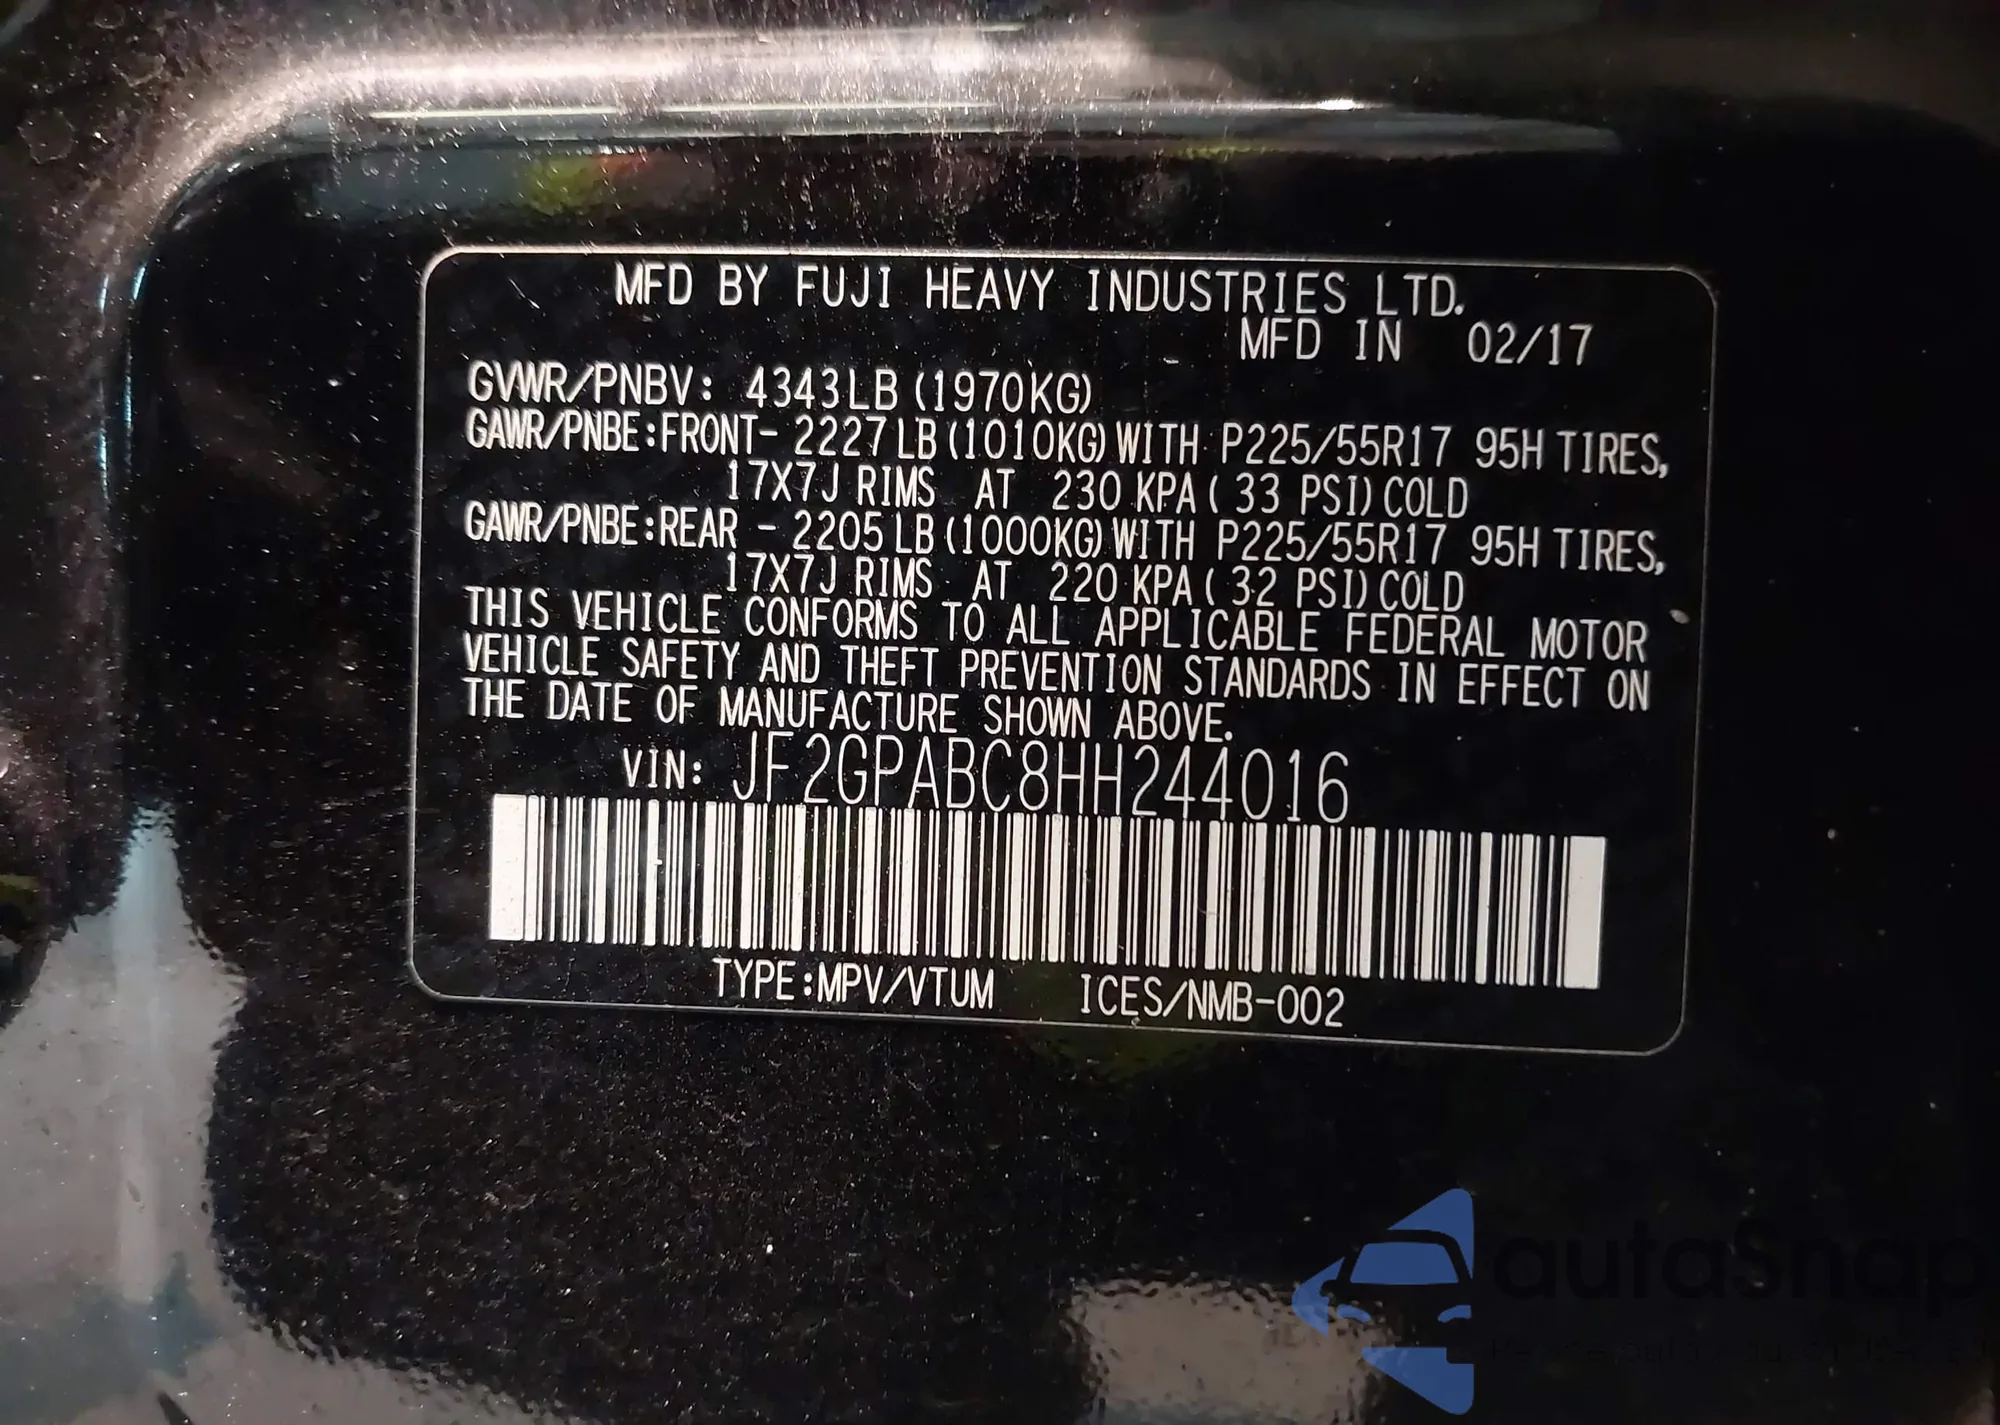 MFD BY FUJI HEAVY INDUSTRIES LTD.
MFD IN 02/17
GVWR/PNBV: 4343LB (1970KG)
GAWR/PNBE:FRONT- 2227 LB (1010KG) WITH P225/55R17 95H TIRES,
17X7J RIMS AT 230 KPA ( 33 PSI) COLD
GAWR/PNBE:REAR - 2205 LB (1000KG) WITH P225/55R17 95H TIRES,
17X7J RIMS AT 220 KPA ( 32 PSI) COLD
THIS VEHICLE CONFORMS TO ALL APPLICABLE FEDERAL MOTOR
VEHICLE SAFETY AND THEFT PREVENTION STANDARDS IN EFFECT ON
THE DATE OF MANUFACTURE SHOWN ABOVE.
VIN: JF2GPABC8HH244016
TYPE:MPV/VTUM ICES/NMB-002
autaSnap